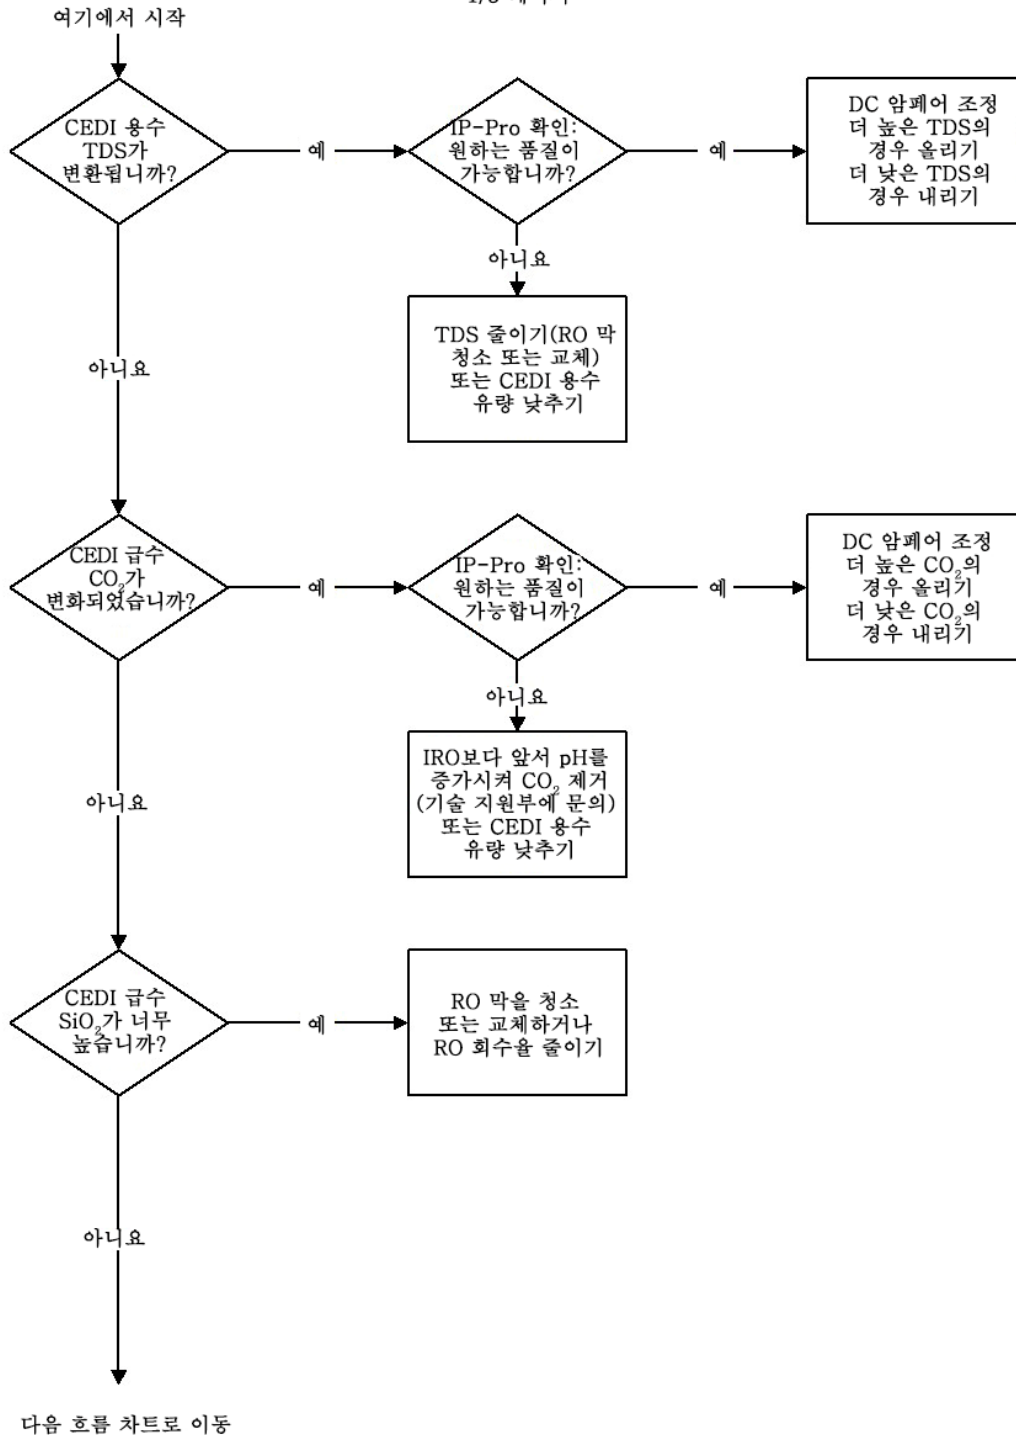 여기에서 시작
CEDI 용수
TDS가
변환됩니까?
예
IP-Pro 확인:
원하는 품질이
가능합니까?
예
DC 암페어 조정
더 높은 TDS의
경우 올리기
더 낮은 TDS의
경우 내리기
아니요
TDS 줄이기(RO 막
청소 또는 교체)
또는 CEDI 용수
유량 낮추기
아니요
CEDI 급수
CO₂가
변화되었습니까?
예
IP-Pro 확인:
원하는 품질이
가능합니까?
예
DC 암페어 조정
더 높은 CO₂의
경우 올리기
더 낮은 CO₂의
경우 내리기
아니요
IRO보다 앞서 pH를
증가시켜 CO₂ 제거
(기술 지원부에 문의)
또는 CEDI 용수
유량 낮추기
아니요
CEDI 급수
SiO₂가 너무
높습니까?
예
RO 막을 청소
또는 교체하거나
RO 회수율 줄이기
아니요
다음 흐름 차트로 이동